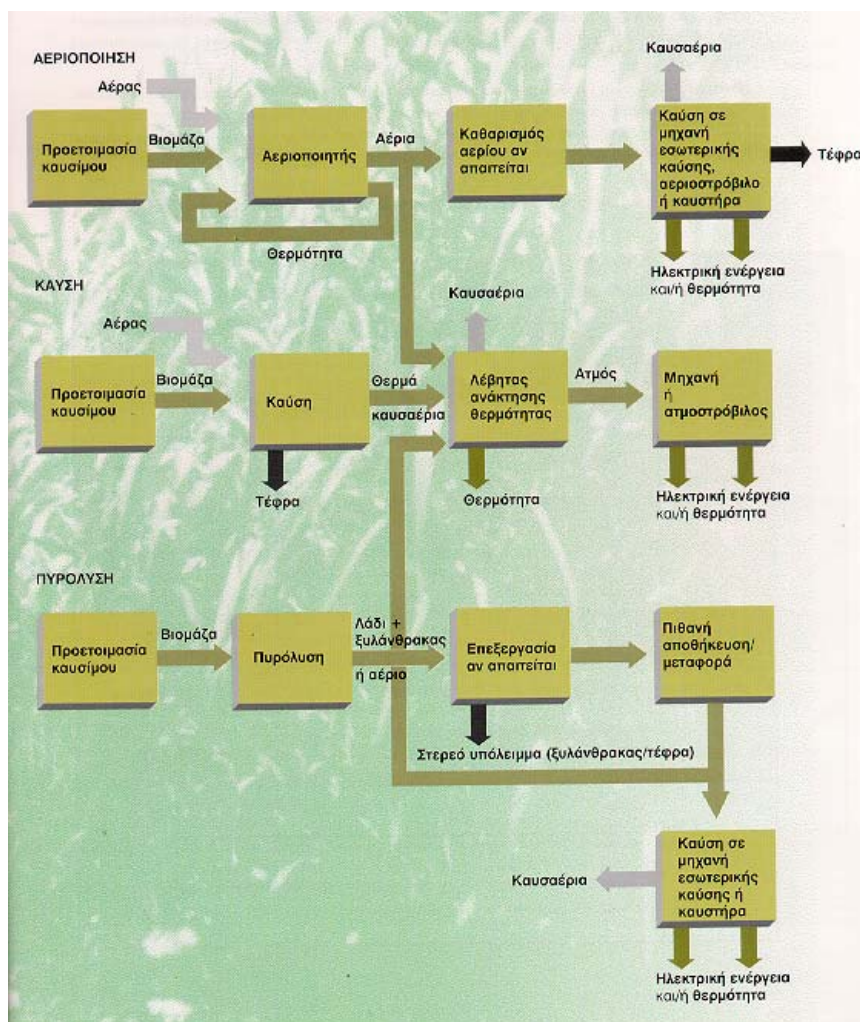 ΑΕΡΙΟΠΟΙΗΣΗ
Αέρας
Καυσαέρια
Προετοιμασία
καυσίμου
Βιομάζα
Αεριοποιητής
Αέρια
Καθαρισμός
αερίου αν
απαιτείται
Καύση σε
μηχανή
εσωτερικής
καύσης,
αεριοστρόβιλο
ή καυστήρα
Τέφρα
Θερμότητα
Ηλεκτρική ενέργεια
και/ή θερμότητα
ΚΑΥΣΗ
Αέρας
Καυσαέρια
Προετοιμασία
καυσίμου
Βιομάζα
Καύση
Θερμά
καυσαέρια
Λέβητας
ανάκτησης
θερμότητας
Ατμός
Μηχανή
ή
ατμοστρόβιλος
Τέφρα
Θερμότητα
Ηλεκτρική ενέργεια
και/ή θερμότητα
ΠΥΡΟΛΥΣΗ
Προετοιμασία
καυσίμου
Βιομάζα
Πυρόλυση
Λάδι +
ξυλάνθρακας
ή αέριο
Επεξεργασία
αν απαιτείται
Πιθανή
αποθήκευση/
μεταφορά
Στερεό υπόλειμμα (ξυλάνθρακας/τέφρα)
Καυσαέρια
Καύση σε
μηχανή
εσωτερικής
καύσης ή
καυστήρα
Ηλεκτρική ενέργεια
και/ή θερμότητα